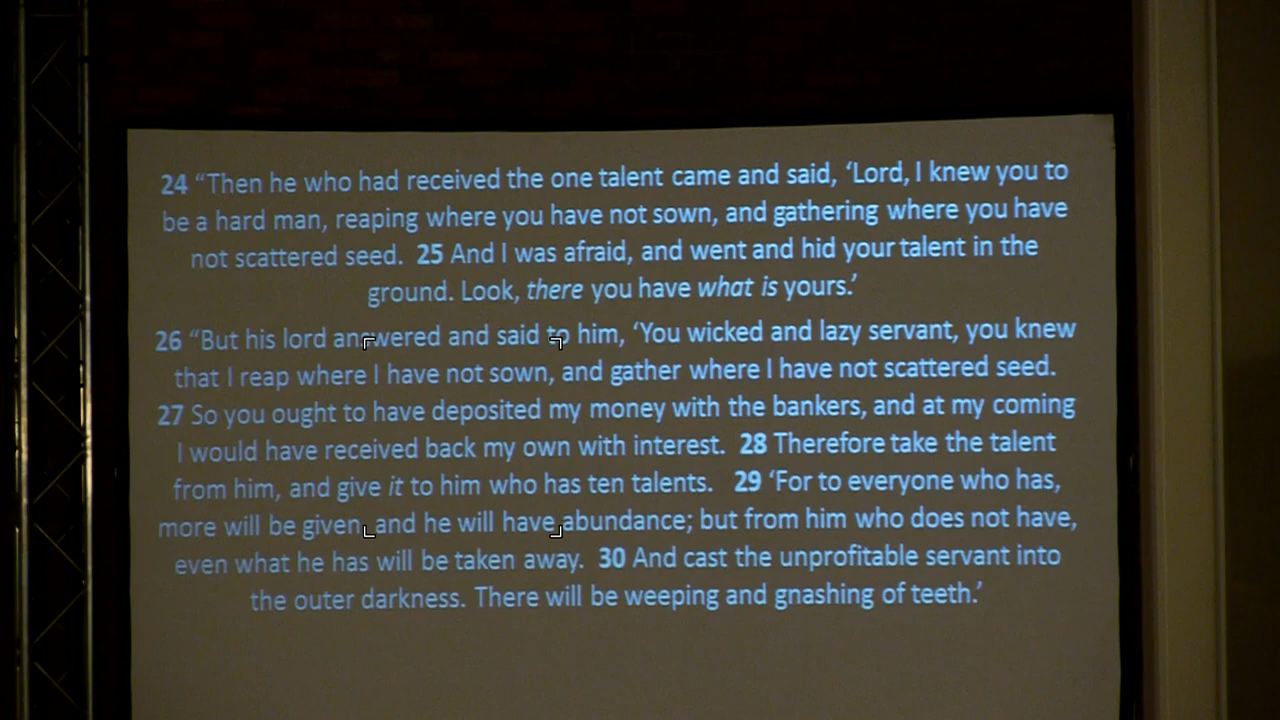 24 “Then he who had received the one talent came and said, ‘Lord, I knew you to
be a hard man, reaping where you have not sown, and gathering where you have
not scattered seed. 25 And I was afraid, and went and hid your talent in the
ground. Look, there you have what is yours.’
26 “But his lord answered and said to him, ‘You wicked and lazy servant, you knew
that I reap where I have not sown, and gather where I have not scattered seed.
27 So you ought to have deposited my money with the bankers, and at my coming
I would have received back my own with interest. 28 Therefore take the talent
from him, and give it to him who has ten talents. 29 ‘For to everyone who has,
more will be given, and he will have abundance; but from him who does not have,
even what he has will be taken away. 30 And cast the unprofitable servant into
the outer darkness. There will be weeping and gnashing of teeth.’